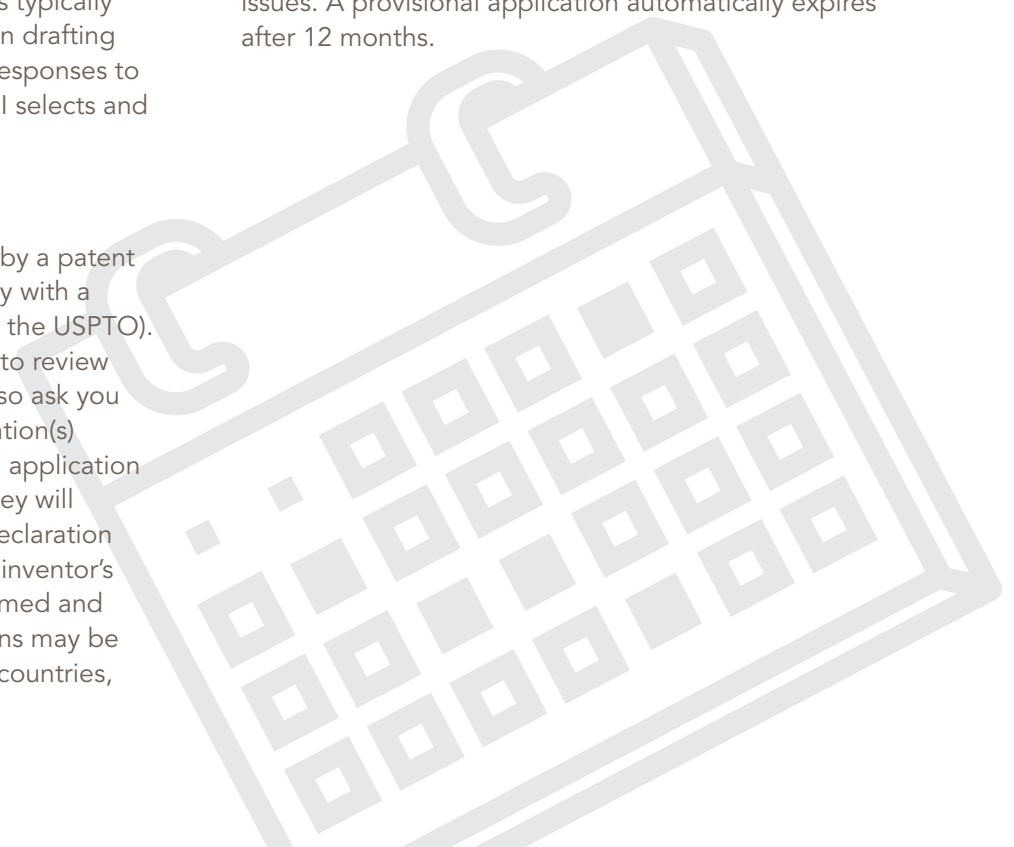 s typically
n drafting
esponses to
I selects and
by a patent
y with a
the USPTO).
to review
so ask you
tion(s)
application
ey will
eclaration
inventor's
med and
ns may be
countries,
issues. A provisional application automatically expires
after 12 months.